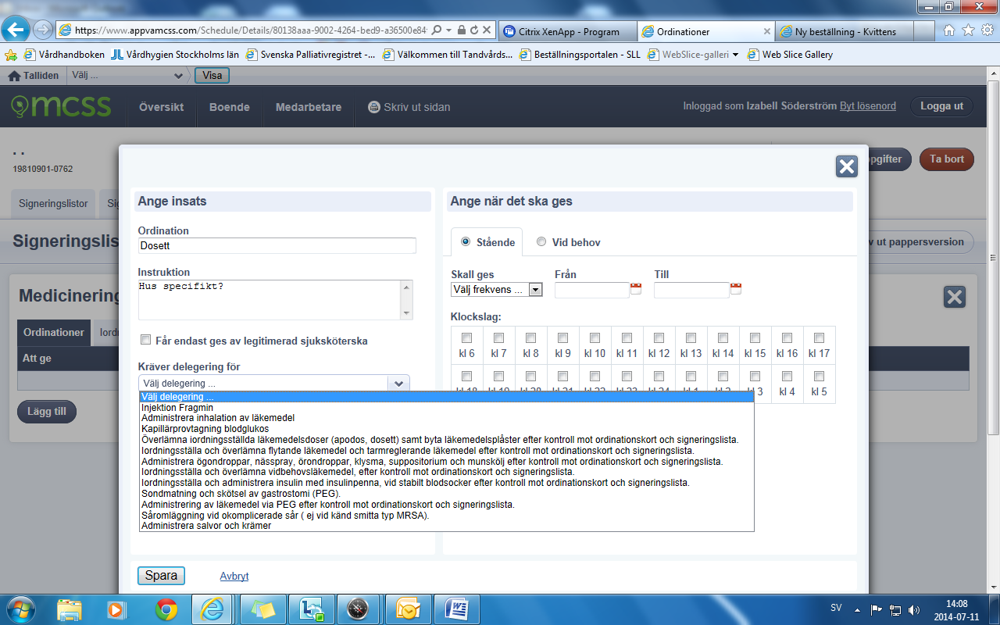 https://www.appvamcss.com/Schedule/Details/80138aaa-9002-4264-bed9-a36500e84
Citrix XenApp - Program
Ordinationer
Ny beställning - Kvittens
Vårdhandboken
Vårdhygien Stockholms län
Svenska Palliativregistret -...
Välkommen till Tandvårds...
Beställningsportalen - SLL
WebSlice-galleri
Web Slice Gallery
Talliden
Välj ...
Visa
mcss
Översikt
Boende
Medarbetare
Skriv ut sidan
Inloggad som Izabell Söderström Byt lösenord
Logga ut
. .
19810901-0762
pgifter
Ta bort
Signeringslistor
Sig
Signeringslis
v ut pappersversion
Medicinering
Ordinationer
Iord
Att ge
Lägg till
Ange insats
Ordination
Dosett
Instruktion
Hus specifikt?
Får endast ges av legitimerad sjuksköterska
Kräver delegering för
Välj delegering ...
Välj delegering ...
Injektion Fragmin
Administrera inhalation av läkemedel
Kapillärprovtagning blodglukos
Överlämna iordningsställda läkemedelsdoser (apodos, dosett) samt byta läkemedelsplåster efter kontroll mot ordinationskort och signeringslista.
Iordningsställa och överlämna flytande läkemedel och tarmreglerande läkemedel efter kontroll mot ordinationskort och signeringslista.
Administrera ögondroppar, nässpray, örondroppar, klysma, suppositorium och munskölj efter kontroll mot ordinationskort och signeringslista.
Iordningsställa och överlämna vidbehovsläkemedel, efter kontroll mot ordinationskort och signeringslista.
Iordningsställa och administrera insulin med insulinpenna, vid stabilt blodsocker efter kontroll mot ordinationskort och signeringslista.
Sondmatning och skötsel av gastrostomi (PEG).
Administrering av läkemedel via PEG efter kontroll mot ordinationskort och signeringslista.
Såromläggning vid okomplicerade sår ( ej vid känd smitta typ MRSA).
Administrera salvor och krämer
Ange när det ska ges
Stående
Vid behov
Skall ges
Från
Till
Välj frekvens ...
Klockslag:
kl 6 kl 7 kl 8 kl 9 kl 10 kl 11 kl 12 kl 13 kl 14 kl 15 kl 16 kl 17
kl 18 kl 19 kl 20 kl 21 kl 22 kl 23 kl 24 kl 1 kl 2 kl 3 kl 4 kl 5
Spara
Avbryt
SV
14:08
2014-07-11